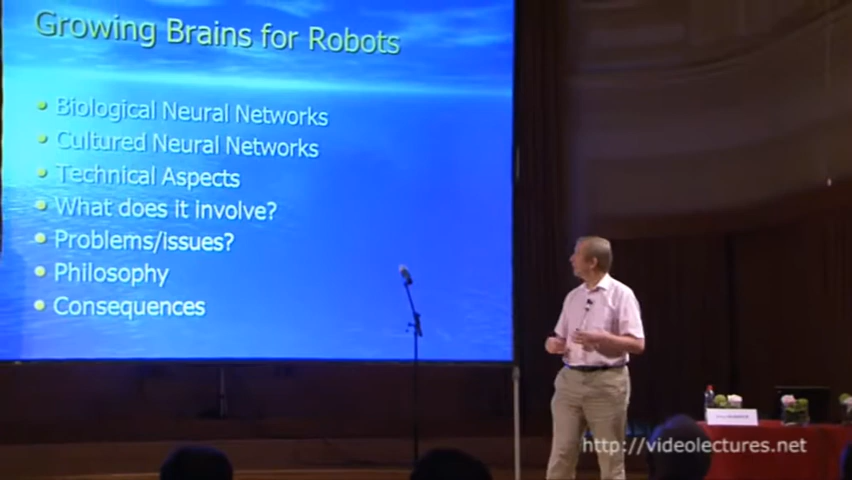 Growing Brains for Robots
Biological Neural Networks
Cultured Neural Networks
Technical Aspects
What does it involve?
Problems/issues?
Philosophy
Consequences
http://videolectures.net